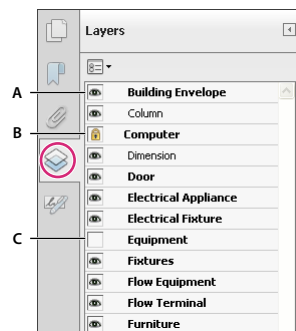 Layers
A
Building Envelope
Column
B
Computer
Dimension
Door
Electrical Appliance
Electrical Fixture
C
Equipment
Fixtures
Flow Equipment
Flow Terminal
Furniture